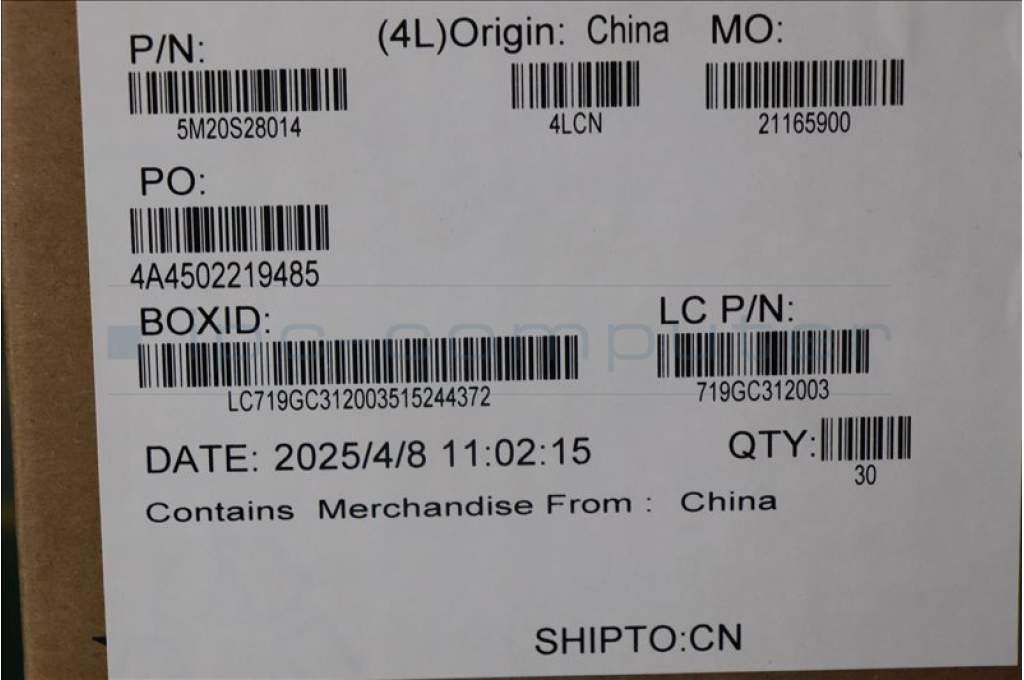 P/N: (4L)Origin: China MO:
5M20S28014 4LCN 21165900
PO:
4A4502219485
BOXID: LC P/N:
LC719GC312003515244372 719GC312003
DATE: 2025/4/8 11:02:15 QTY:
30
Contains Merchandise From : China
SHIPTO:CN